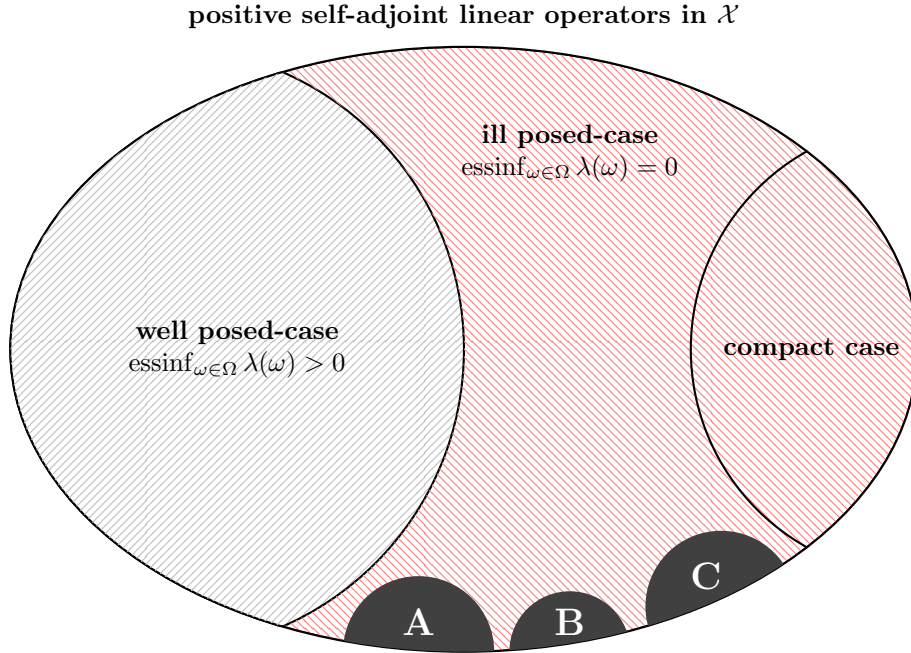 positive self-adjoint linear operators in 𝒳
ill posed-case
essinf_{ω∈Ω} λ(ω) = 0
well posed-case
essinf_{ω∈Ω} λ(ω) > 0
compact case
A
B
C